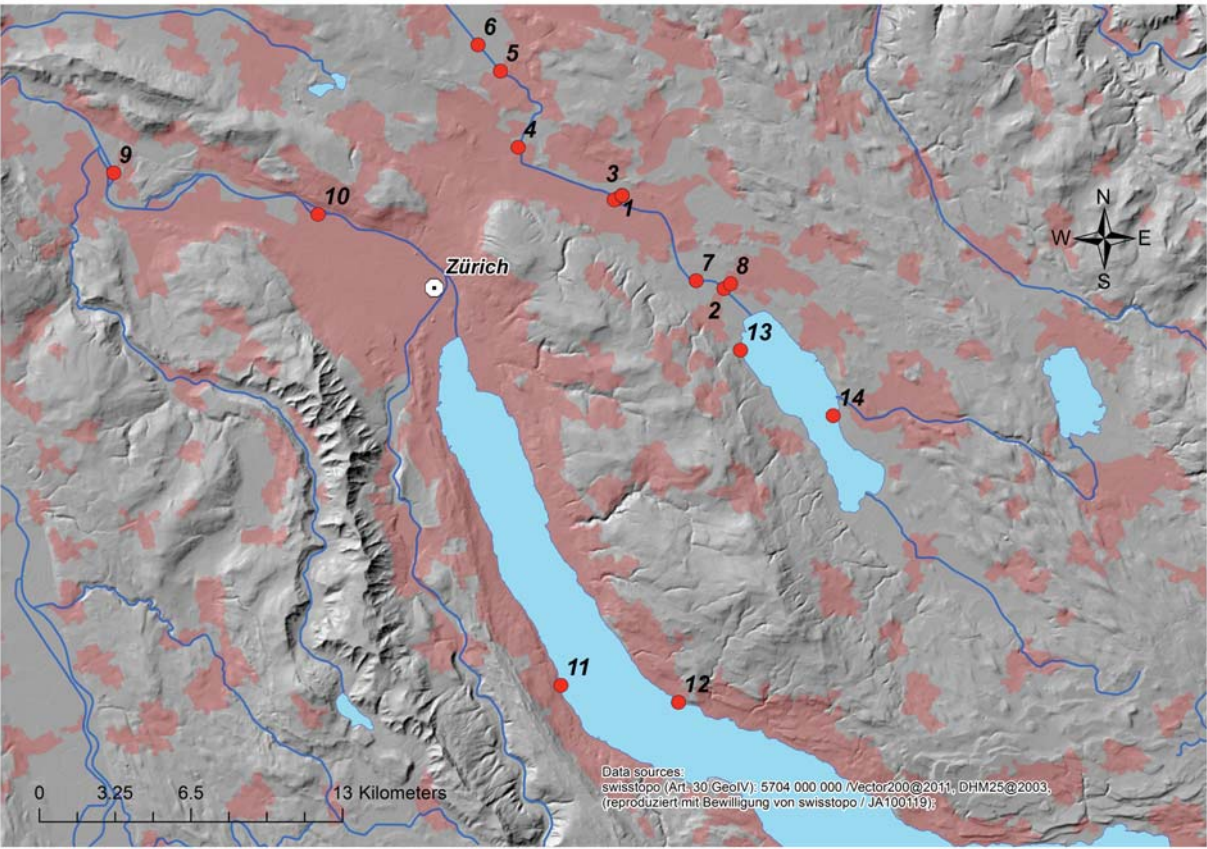 6
5
4
9
3
10
1
N
W E
S
Zürich
7
8
2
13
14
11
12
Data sources:
swisstopo (Art. 30 GeoIV): 5704 000 000 /Vector200@2011, DHM25@2003,
(reproduziert mit Bewilligung von swisstopo / JA100119);
0 3.25 6.5 13 Kilometers